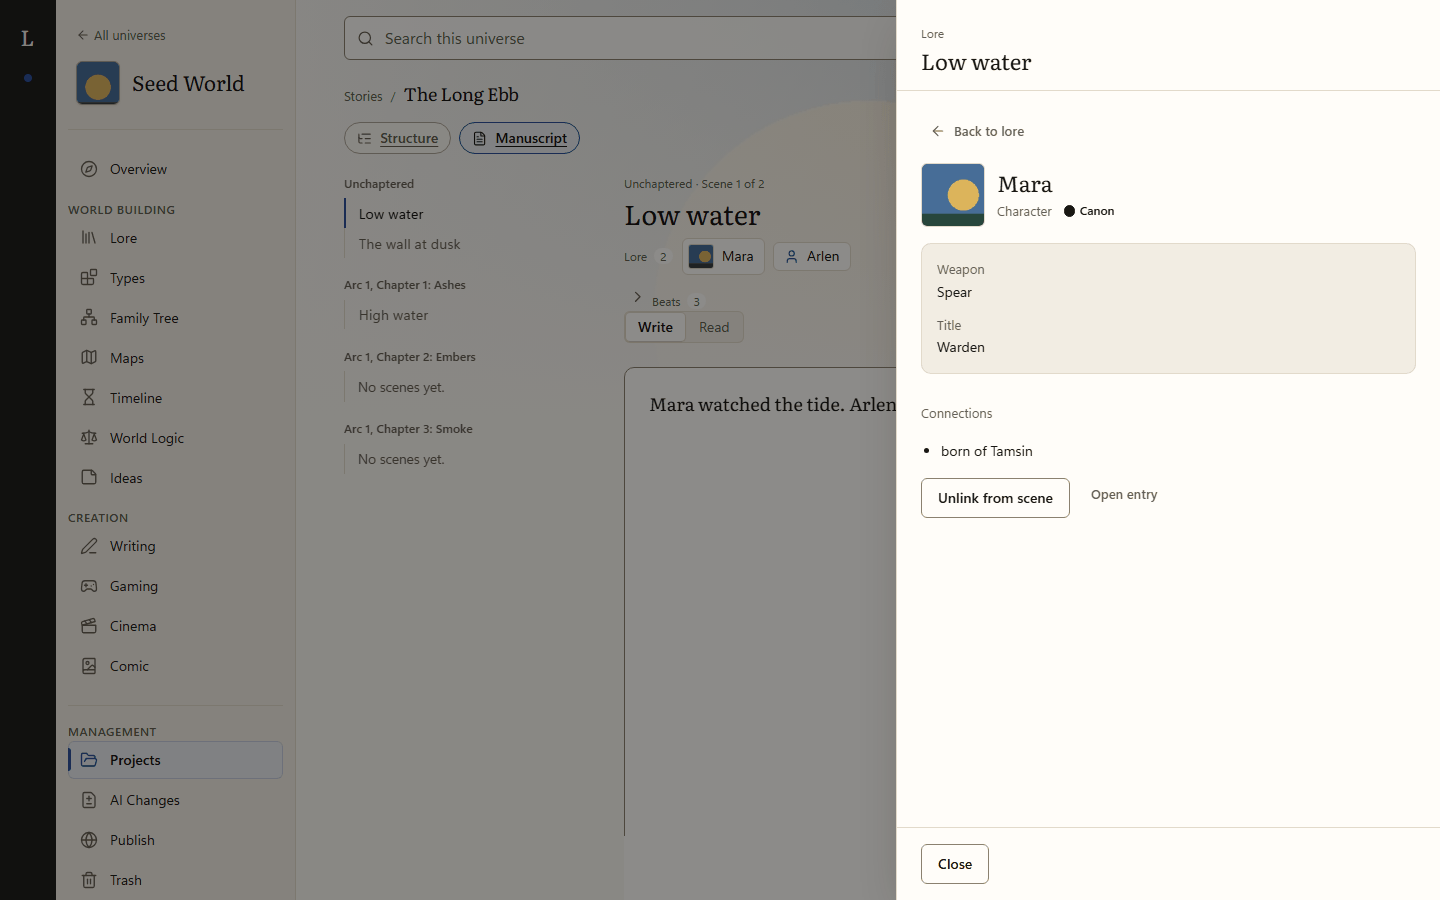 L
All universes
Seed World
Overview
WORLD BUILDING
Lore
Types
Family Tree
Maps
Timeline
World Logic
Ideas
CREATION
Writing
Gaming
Cinema
Comic
MANAGEMENT
Projects
AI Changes
Publish
Trash
Search this universe
Stories / The Long Ebb
Structure
Manuscript
Unchaptered
Low water
The wall at dusk
Arc 1, Chapter 1: Ashes
High water
Arc 1, Chapter 2: Embers
No scenes yet.
Arc 1, Chapter 3: Smoke
No scenes yet.
Unchaptered · Scene 1 of 2
Low water
Lore 2 Mara Arlen
Beats 3
Write Read
Mara watched the tide. Arlen
Lore
Low water
Back to lore
Mara
Character Canon
Weapon
Spear
Title
Warden
Connections
born of Tamsin
Unlink from scene Open entry
Close